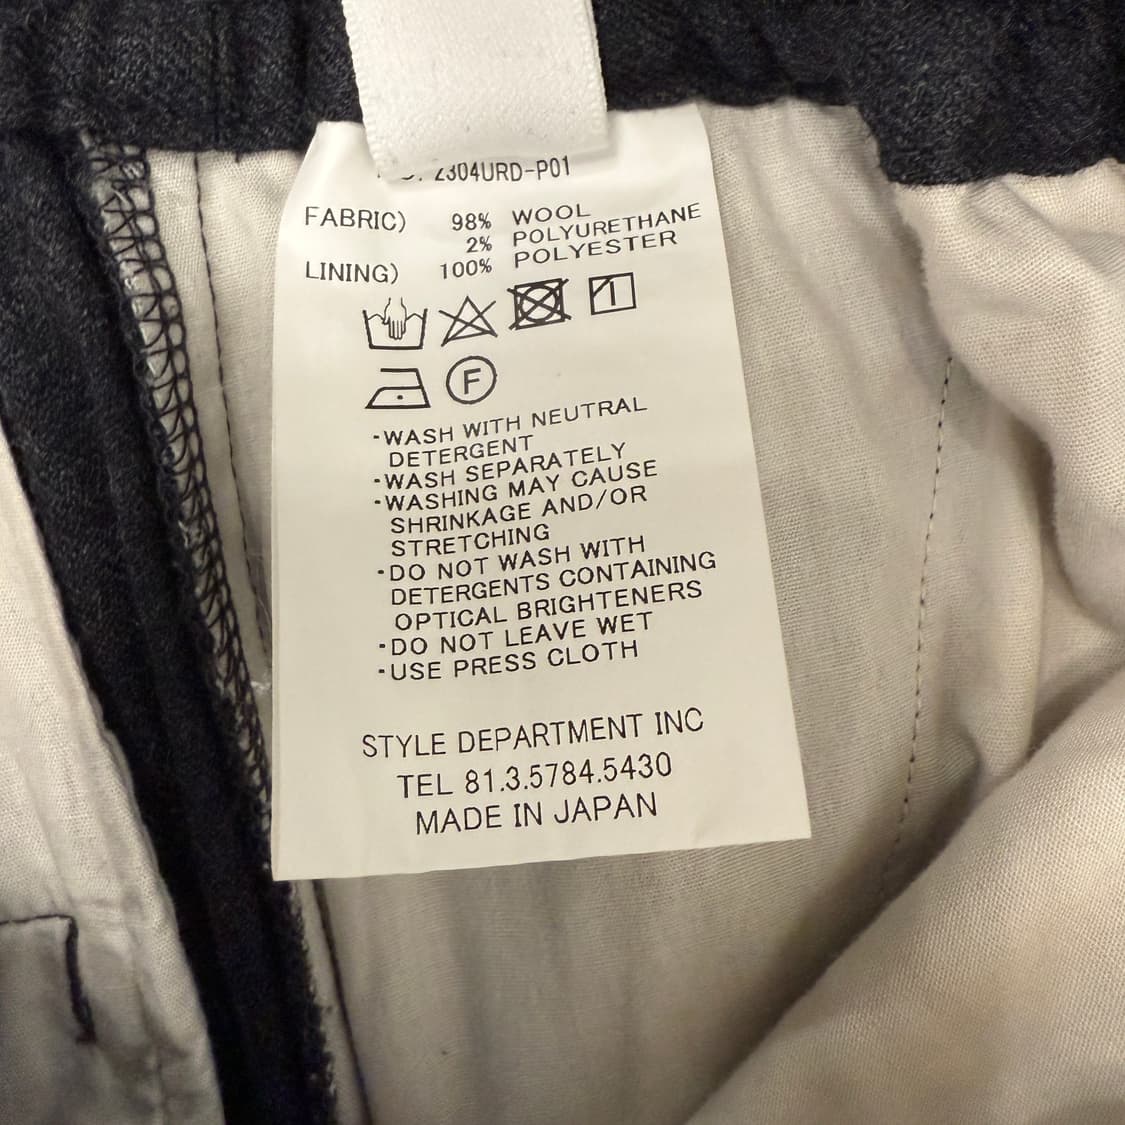 2304URD-P01
FABRIC) 98% WOOL
2% POLYURETHANE
LINING) 100% POLYESTER
1
F
·WASH WITH NEUTRAL
DETERGENT
·WASH SEPARATELY
·WASHING MAY CAUSE
SHRINKAGE AND/OR
STRETCHING
·DO NOT WASH WITH
DETERGENTS CONTAINING
OPTICAL BRIGHTENERS
·DO NOT LEAVE WET
·USE PRESS CLOTH
STYLE DEPARTMENT INC
TEL 81.3.5784.5430
MADE IN JAPAN